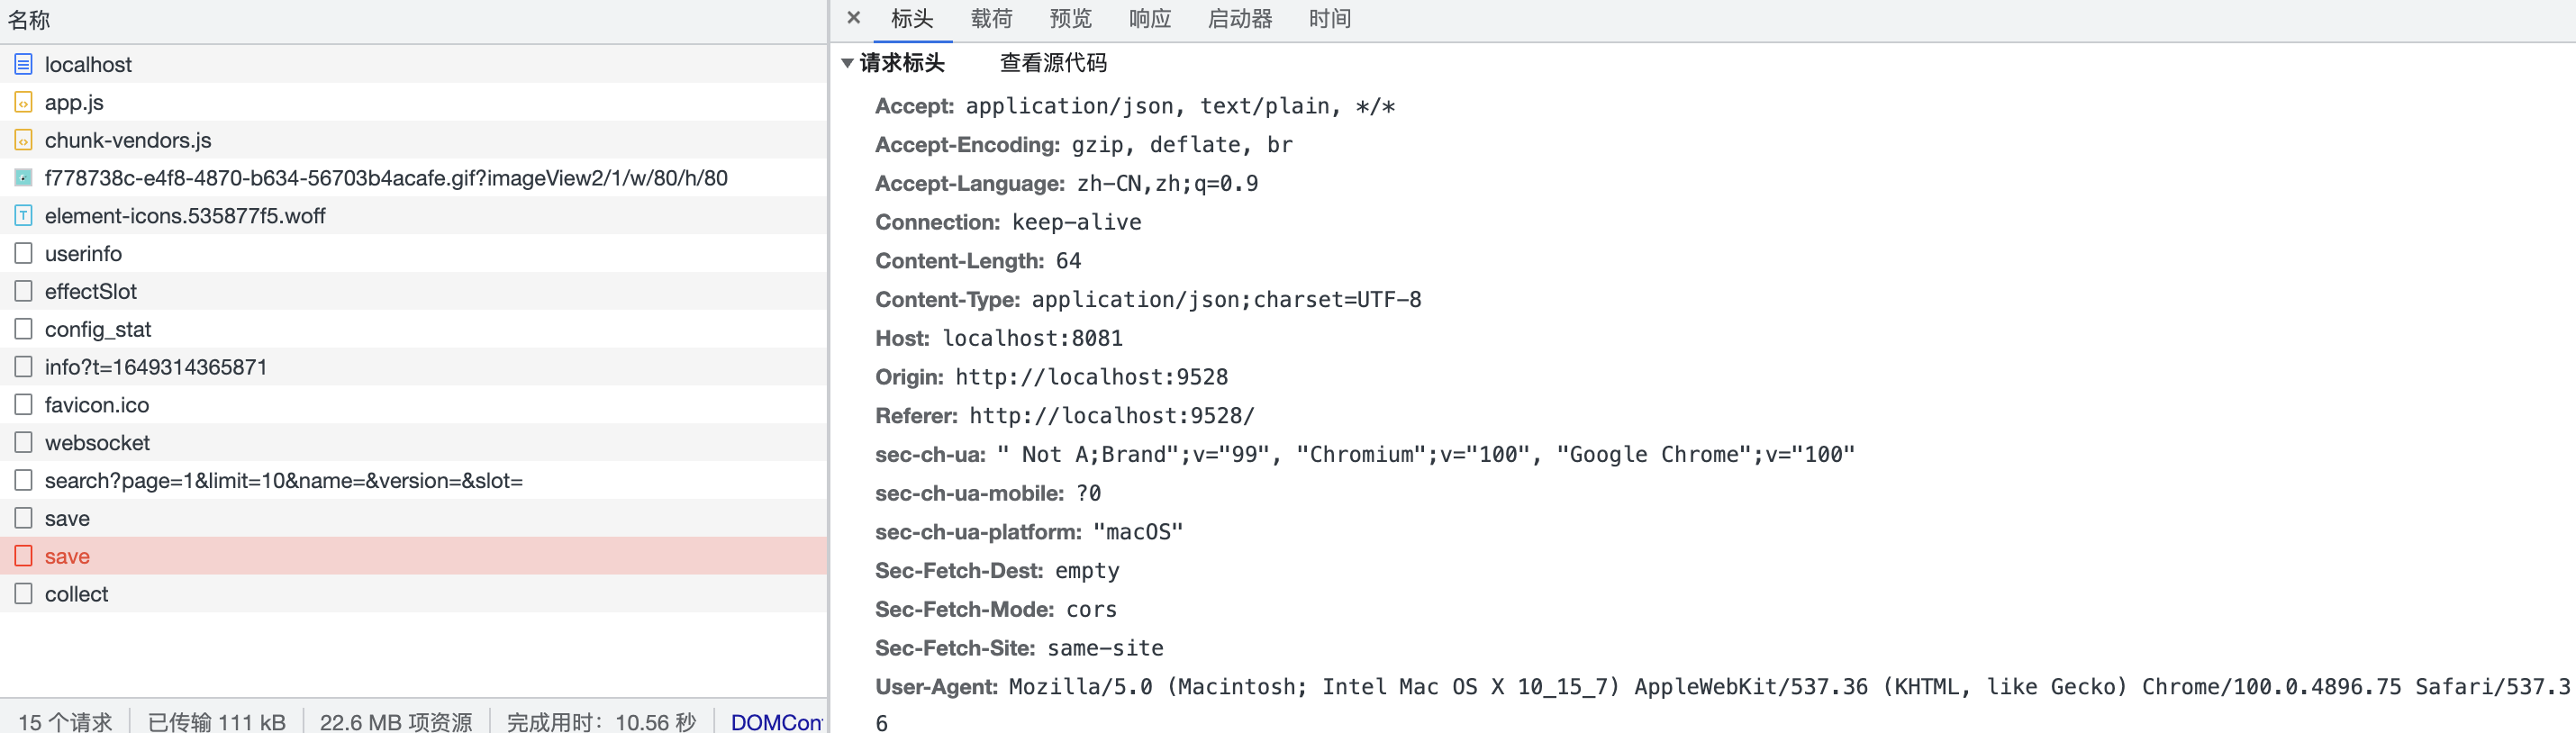 名称
localhost
app.js
chunk-vendors.js
f778738c-e4f8-4870-b634-56703b4acafe.gif?imageView2/1/w/80/h/80
element-icons.535877f5.woff
userinfo
effectSlot
config_stat
info?t=1649314365871
favicon.ico
websocket
search?page=1&limit=10&name=&version=&slot=
save
save
collect
15 个请求 已传输 111 kB 22.6 MB 项资源 完成用时：10.56 秒 DOMCon
× 标头 载荷 预览 响应 启动器 时间
▼请求标头 查看源代码
Accept: application/json, text/plain, */*
Accept-Encoding: gzip, deflate, br
Accept-Language: zh-CN,zh;q=0.9
Connection: keep-alive
Content-Length: 64
Content-Type: application/json;charset=UTF-8
Host: localhost:8081
Origin: http://localhost:9528
Referer: http://localhost:9528/
sec-ch-ua: " Not A;Brand";v="99", "Chromium";v="100", "Google Chrome";v="100"
sec-ch-ua-mobile: ?0
sec-ch-ua-platform: "macOS"
Sec-Fetch-Dest: empty
Sec-Fetch-Mode: cors
Sec-Fetch-Site: same-site
User-Agent: Mozilla/5.0 (Macintosh; Intel Mac OS X 10_15_7) AppleWebKit/537.36 (KHTML, like Gecko) Chrome/100.0.4896.75 Safari/537.3
6